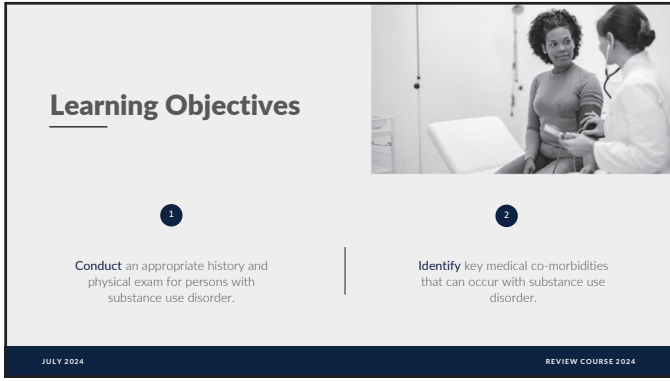 Learning Objectives
1
Conduct an appropriate history and
physical exam for persons with
substance use disorder.
2
Identify key medical co-morbidities
that can occur with substance use
disorder.
JULY 2024
REVIEW COURSE 2024